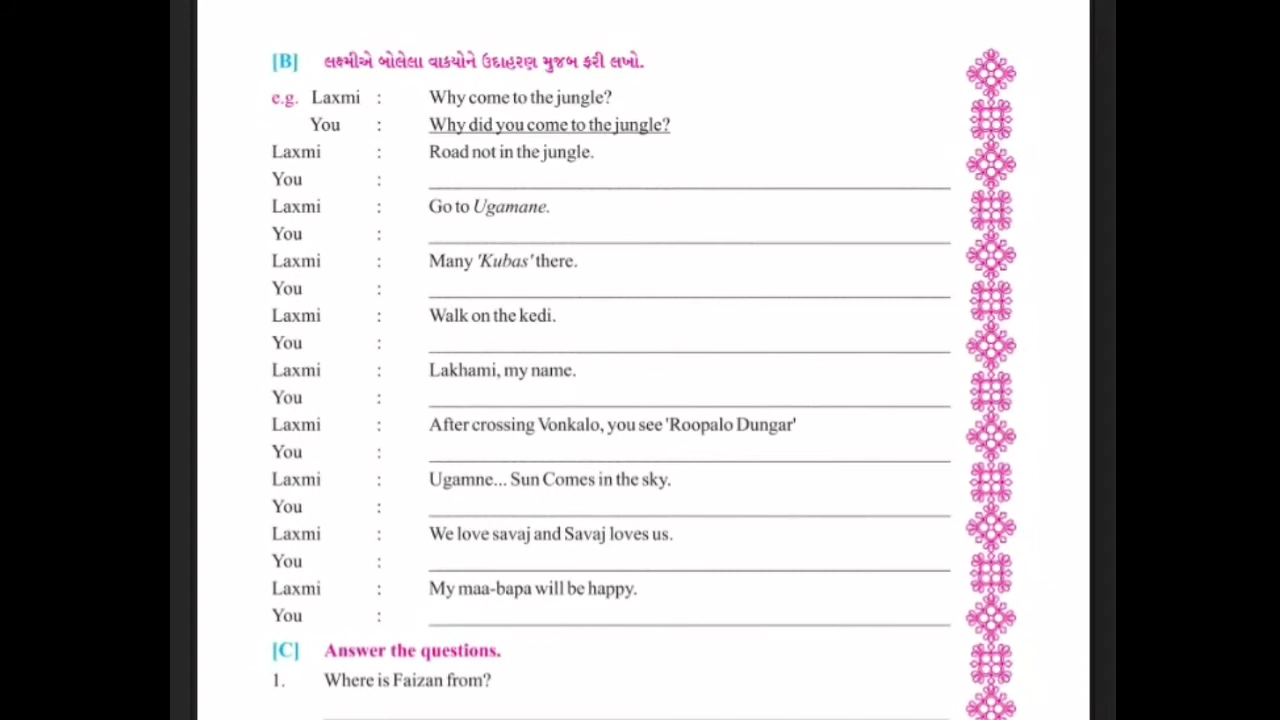 [B] લક્ષ્મીએ બોલેલા વાક્યોને ઉદાહરણ મુજબ ફરી લખો.
e.g. Laxmi : Why come to the jungle?
You : Why did you come to the jungle?
Laxmi : Road not in the jungle.
You :
Laxmi : Go to Ugamane.
You :
Laxmi : Many 'Kubas' there.
You :
Laxmi : Walk on the kedi.
You :
Laxmi : Lakhami, my name.
You :
Laxmi : After crossing Vonkalo, you see 'Roopalo Dungar'
You :
Laxmi : Ugamne... Sun Comes in the sky.
You :
Laxmi : We love savaj and Savaj loves us.
You :
Laxmi : My maa-bapa will be happy.
You :
[C] Answer the questions.
1. Where is Faizan from?